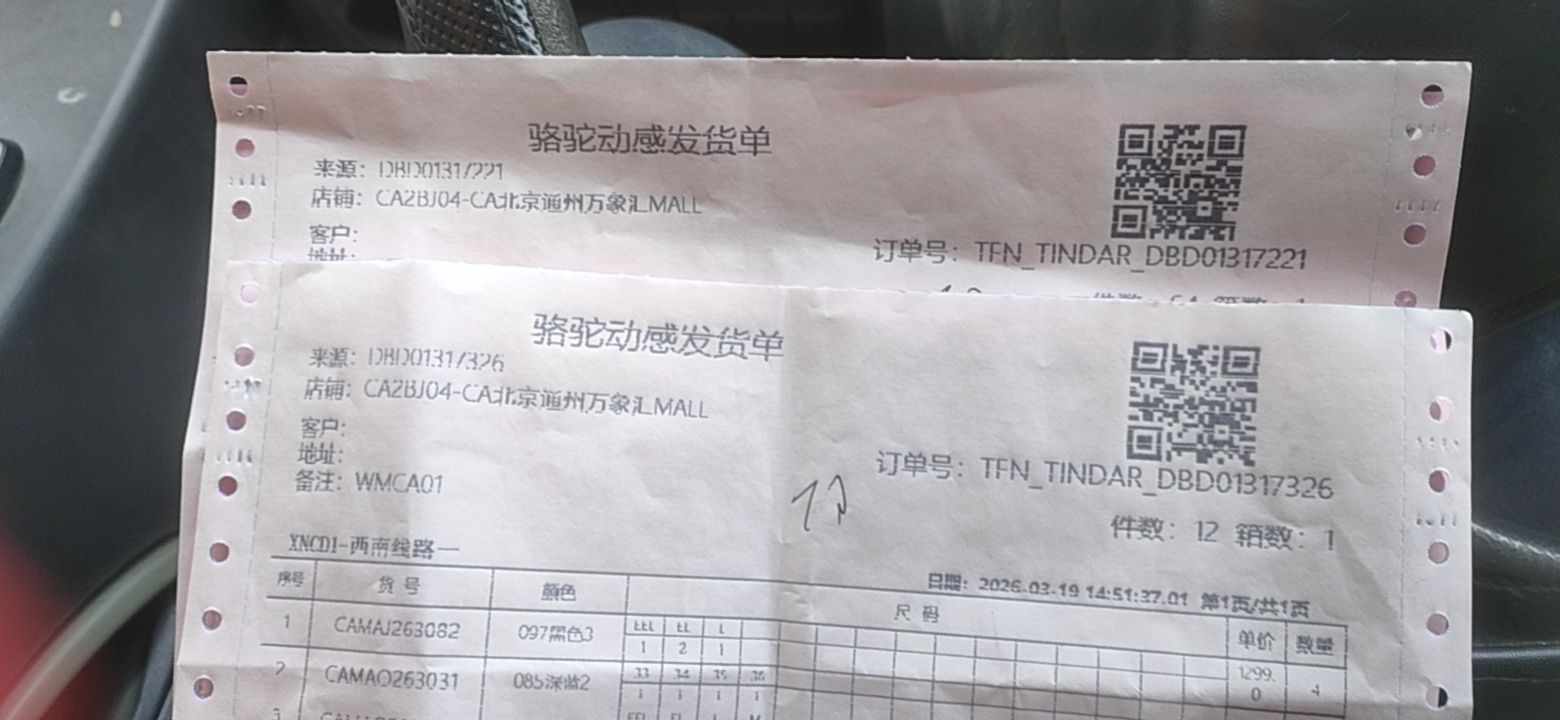 骆驼动感发货单
来源: DBD01317221
店铺: CA2BJ04-CA北京通州万象汇MALL
客户:
地址:
订单号: TFN_TINDAR_DBD01317221
骆驼动感发货单
来源: DBD01317326
店铺: CA2BJ04-CA北京通州万象汇MALL
客户:
地址:
备注: WMCA01
订单号: TFN_TINDAR_DBD01317326
件数: 12 箱数: 1
XNCD1-西南线路一
日期: 2026-03-19 14:51:37.01 第1页/共1页
序号 货号 颜色 尺码 单价 数量
1 CAMAJ263082 097黑色3
1 2 1
1299.0 4
2 CAMAO263031 085深蓝2 33 34 35 36
1 1 1 1
3